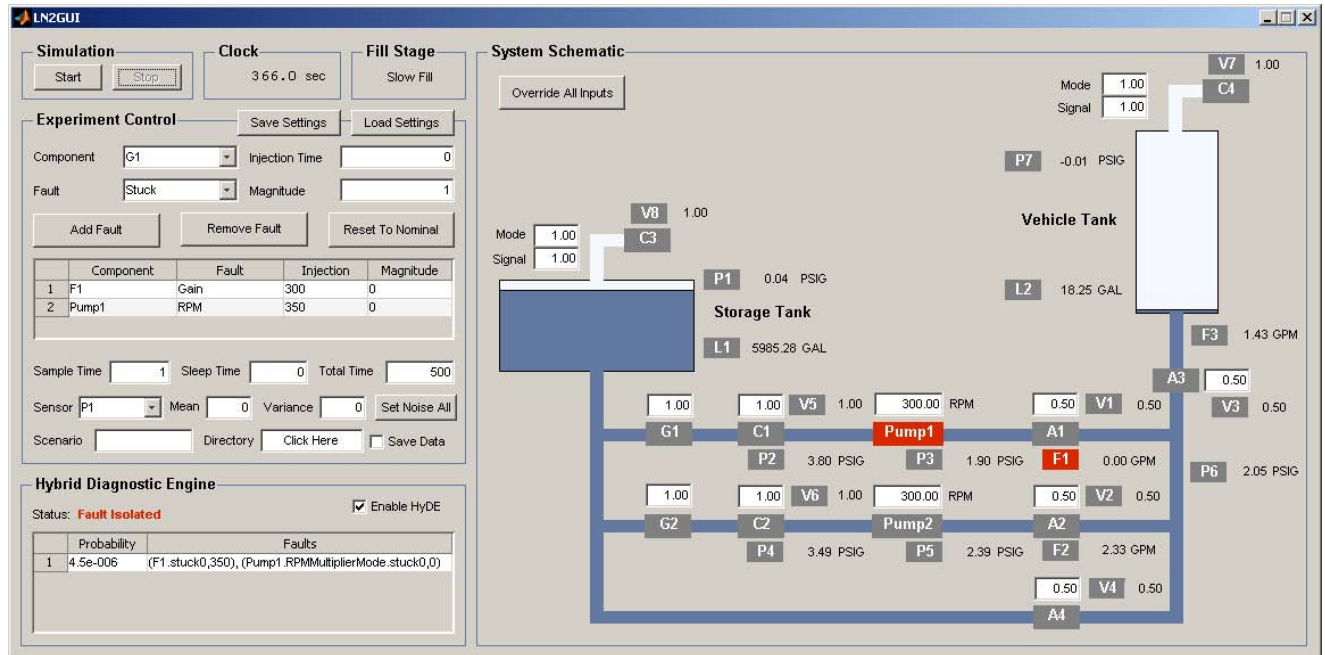 LN2GUI
Simulation
Start Stop
Clock
366.0 sec
Fill Stage
Slow Fill
Experiment Control
Save Settings Load Settings
Component G1 Injection Time 0
Fault Stuck Magnitude 1
Add Fault Remove Fault Reset To Nominal
Component Fault Injection Magnitude
1 F1 Gain 300 0
2 Pump1 RPM 350 0
Sample Time 1 Sleep Time 0 Total Time 500
Sensor P1 Mean 0 Variance 0 Set Noise All
Scenario Directory Click Here Save Data
Hybrid Diagnostic Engine
Status: Fault Isolated Enable HyDE
Probability Faults
1 4.5e-006 (F1.stuck0,350), (Pump1.RPMMultiplierMode.stuck0,0)
System Schematic
Override All Inputs
V7 1.00
Mode 1.00 C4
Signal 1.00
P7 -0.01 PSIG
V8 1.00
Vehicle Tank
Mode 1.00 C3
Signal 1.00
P1 0.04 PSIG
L2 18.25 GAL
Storage Tank
F3 1.43 GPM
L1 5985.28 GAL
A3 0.50
1.00 1.00 V5 1.00 300.00 RPM 0.50 V1 0.50 V3 0.50
G1 C1 Pump1 A1
P2 3.80 PSIG P3 1.90 PSIG F1 0.00 GPM
P6 2.05 PSIG
1.00 1.00 V6 1.00 300.00 RPM 0.50 V2 0.50
G2 C2 Pump2 A2
P4 3.49 PSIG P5 2.39 PSIG F2 2.33 GPM
0.50 V4 0.50
A4